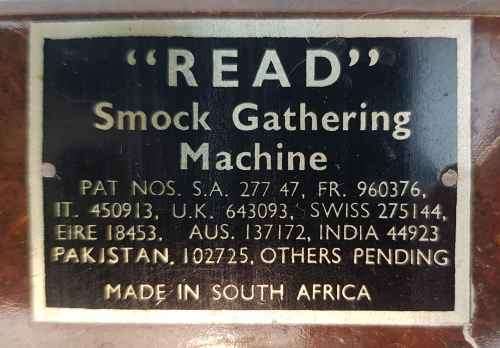 "READ"
Smock Gathering
Machine
PAT NOS. S.A. 277 47, FR. 960376,
IT. 450913, U.K. 643093, SWISS 275144,
EIRE 18453, AUS. 137172, INDIA 44923
PAKISTAN, 102725, OTHERS PENDING
MADE IN SOUTH AFRICA